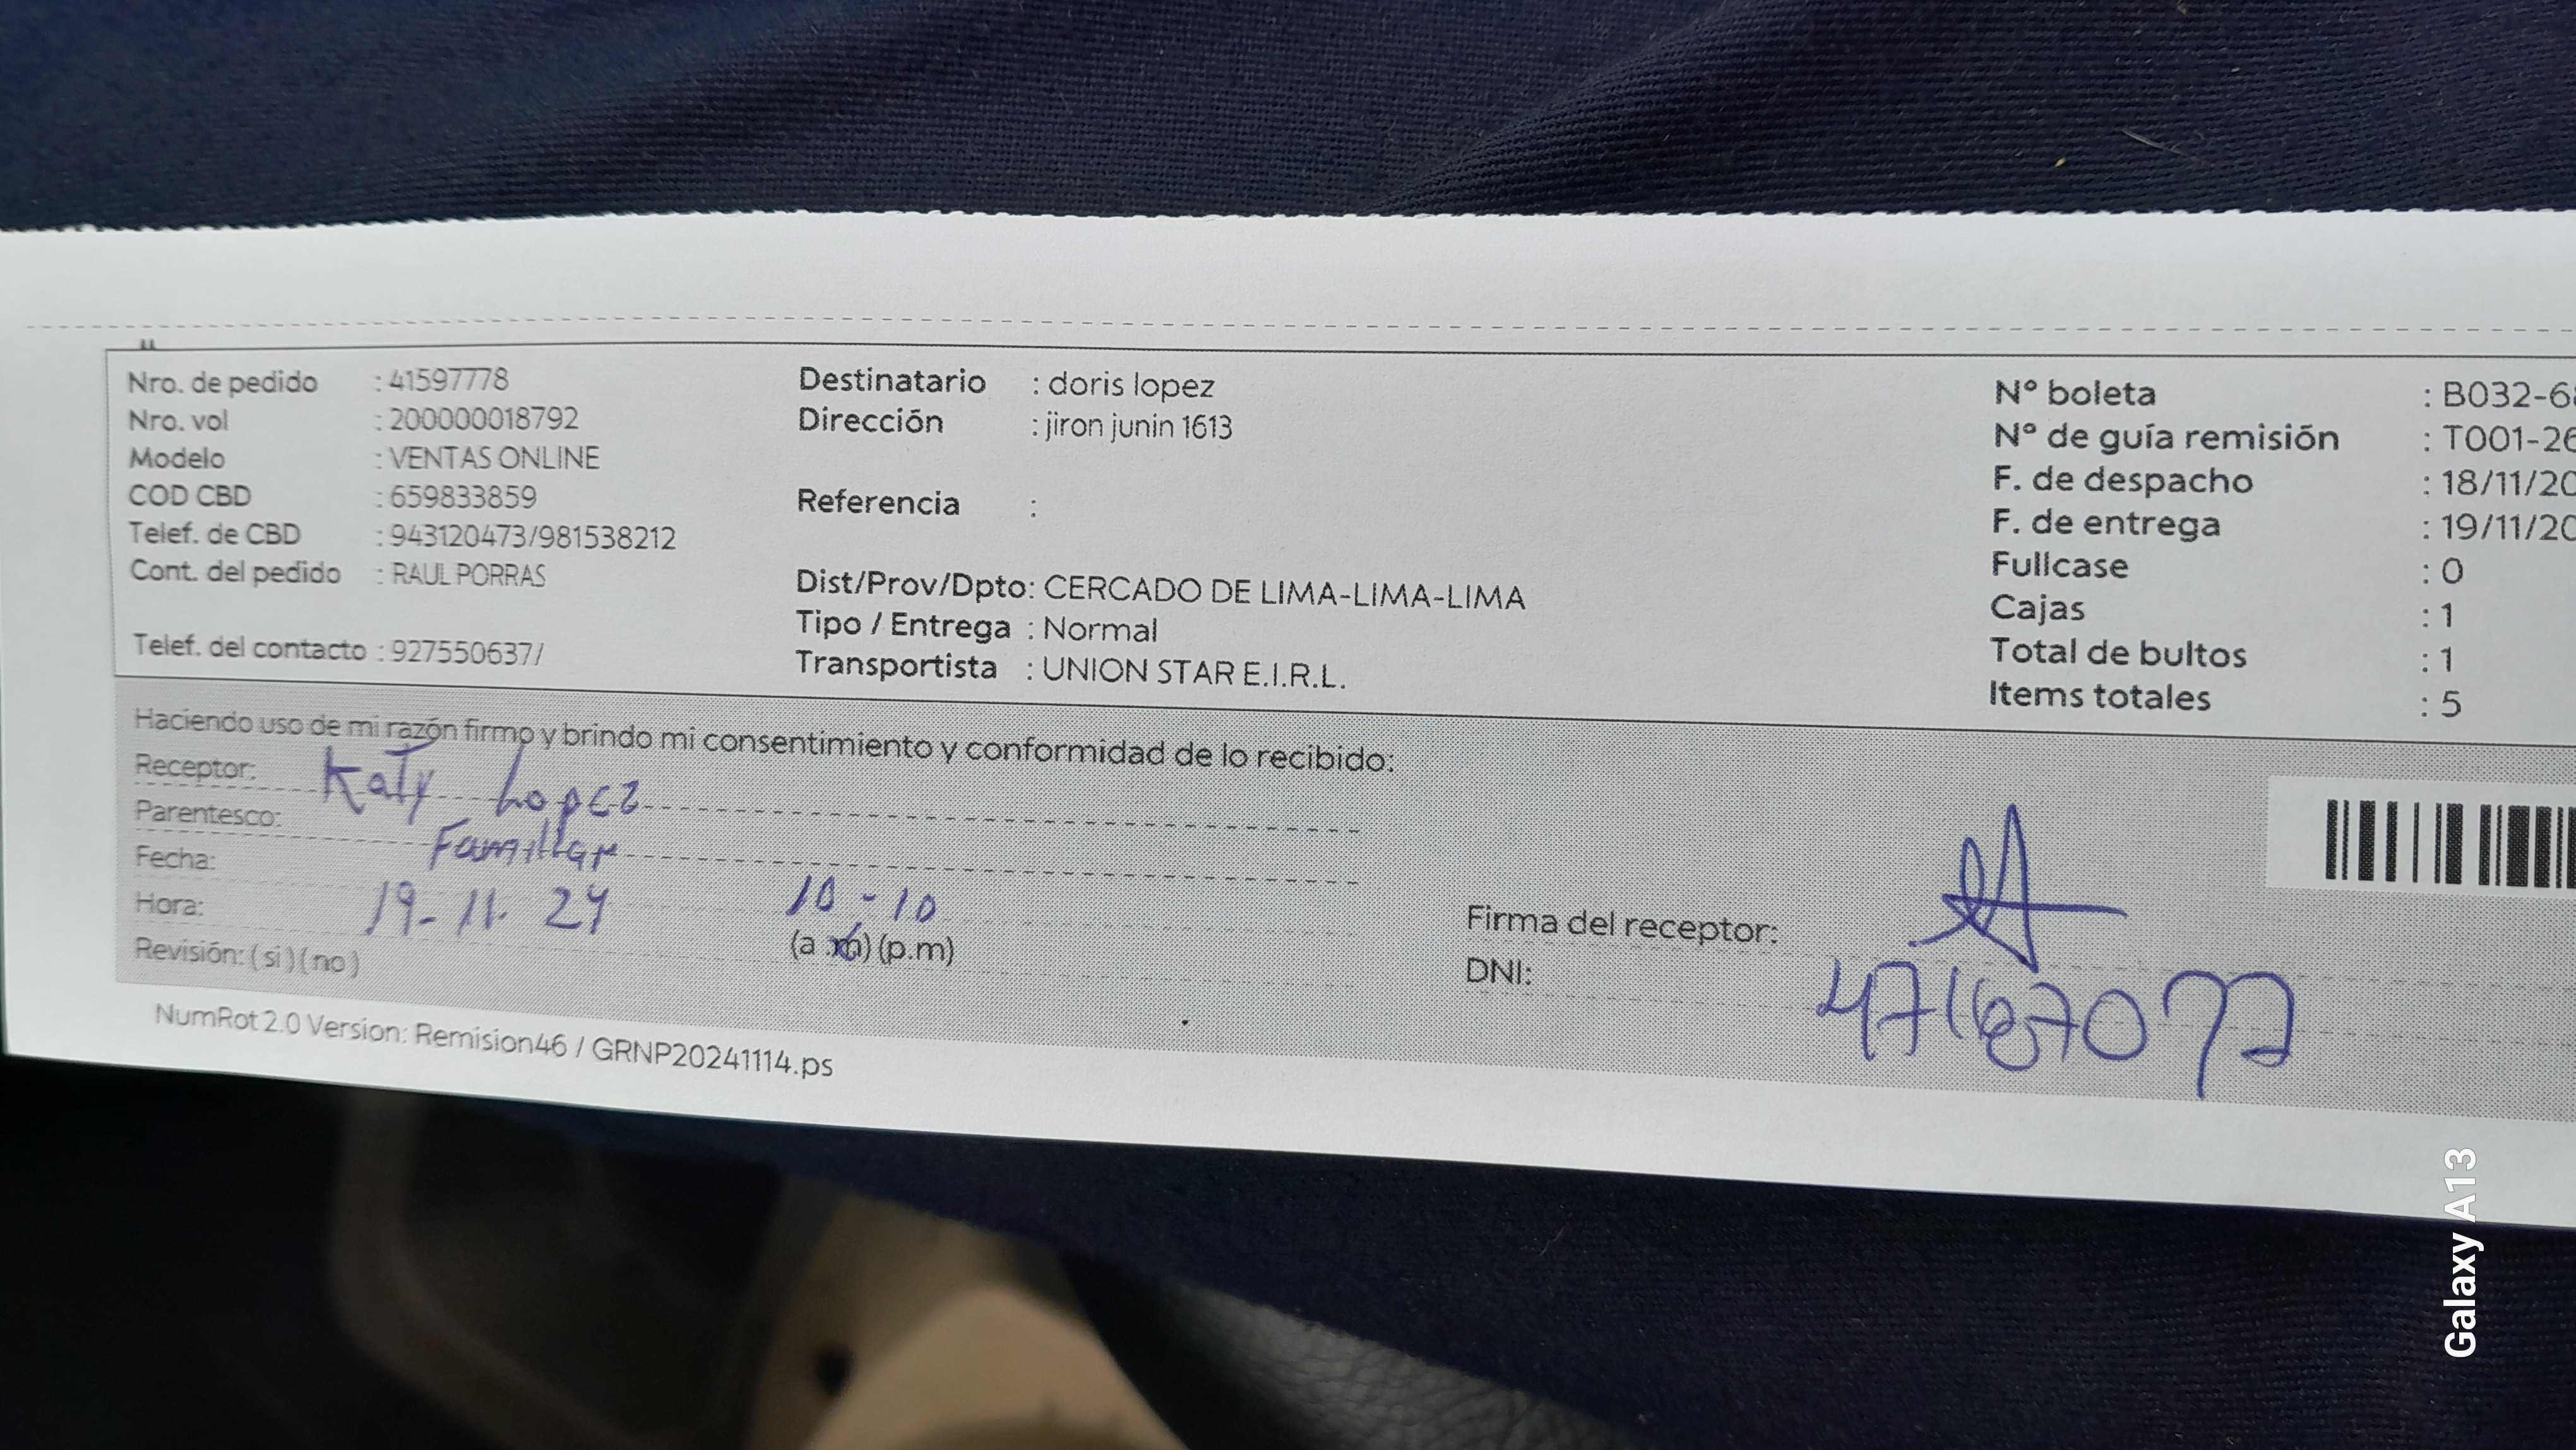 Nro. de pedido : 41597778
Nro. vol : 200000018792
Modelo : VENTAS ONLINE
COD CBD : 659833859
Telef. de CBD : 943120473/981538212
Cont. del pedido : RAUL PORRAS
Telef. del contacto : 927550637/
Destinatario : doris lopez
Dirección : jiron junin 1613
Referencia :
Dist/Prov/Dpto: CERCADO DE LIMA-LIMA-LIMA
Tipo / Entrega : Normal
Transportista : UNION STAR E.I.R.L.
N° boleta : B032-6
N° de guía remisión : T001-26
F. de despacho : 18/11/20
F. de entrega : 19/11/20
Fullcase : 0
Cajas : 1
Total de bultos : 1
Items totales : 5
Haciendo uso de mi razón firmo y brindo mi consentimiento y conformidad de lo recibido:
Receptor: Katy Lopez
Parentesco: Familiar
Fecha: 19-11-24
Hora: 10-10
(a.m) (p.m)
Revisión: (si) (no)
Firma del receptor:
DNI:
NumRot 2.0 Version: Remision46 / GRNP20241114.ps
Galaxy A13